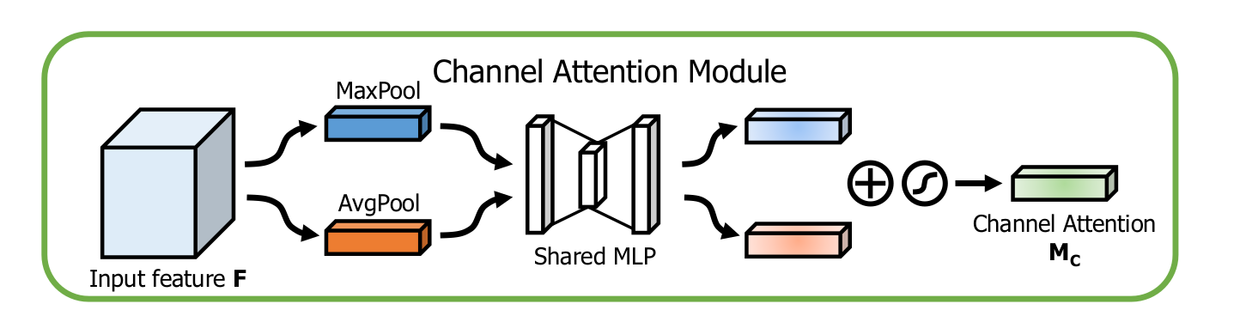 Channel Attention Module
MaxPool
AvgPool
Input feature F
Shared MLP
Channel Attention
Mc